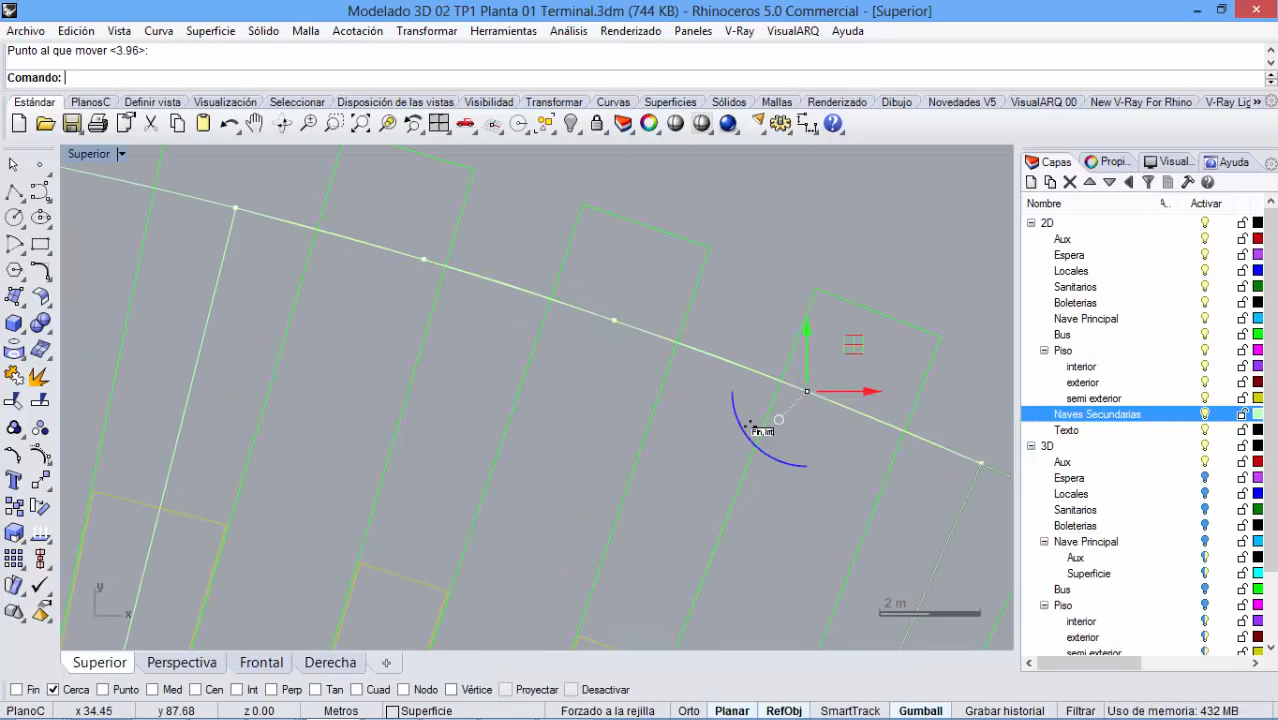 Modelado 3D 02 TP1 Planta 01 Terminal.3dm (744 KB) - Rhinoceros 5.0 Commercial - [Superior]
Archivo Edición Vista Curva Superficie Sólido Malla Acotación Transformar Herramientas Análisis Renderizado Paneles V-Ray VisualARQ Ayuda
Punto al que mover <3.96>:
Comando:
Estándar PlanosC Definir vista Visualización Seleccionar Disposición de las vistas Visibilidad Transformar Curvas Superficies Sólidos Mallas Renderizado Dibujo Novedades V5 VisualARQ 00 New V-Ray For Rhino V-Ray Lig »
Superior
Capas Propi... Visual... Ayuda
Nombre A.. Activar
2D
Aux
Espera
Locales
Sanitarios
Boleterias
Nave Principal
Bus
Piso
interior
exterior
semi exterior
Naves Secundarias
Texto
3D
Aux
Espera
Locales
Sanitarios
Boleterias
Nave Principal
Aux
Superficie
Bus
Piso
interior
exterior
semi exterior
y
x
2 m
Superior Perspectiva Frontal Derecha
Fin Cerca Punto Med Cen Int Perp Tan Cuad Nodo Vértice Proyectar Desactivar
PlanoC x 34.45 y 87.68 z 0.00 Metros Superficie Forzado a la rejilla Orto Planar RefObj SmartTrack Gumball Grabar historial Filtrar Uso de memoria: 432 MB